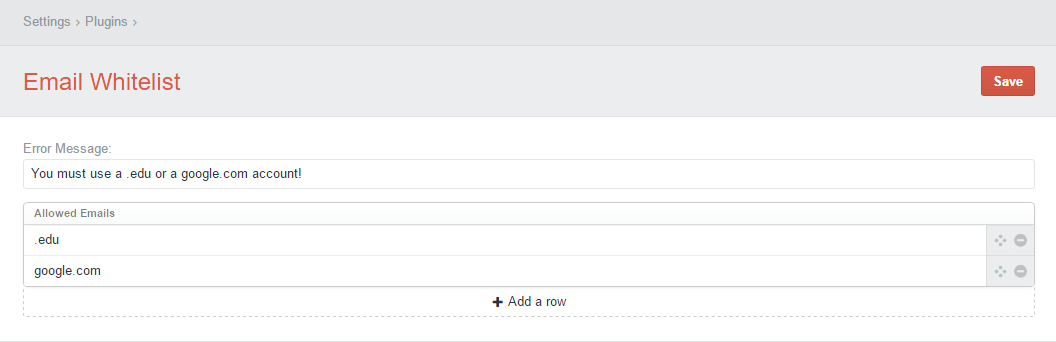 Settings › Plugins ›
Email Whitelist
Save
Error Message:
You must use a .edu or a google.com account!
Allowed Emails
.edu
google.com
Add a row